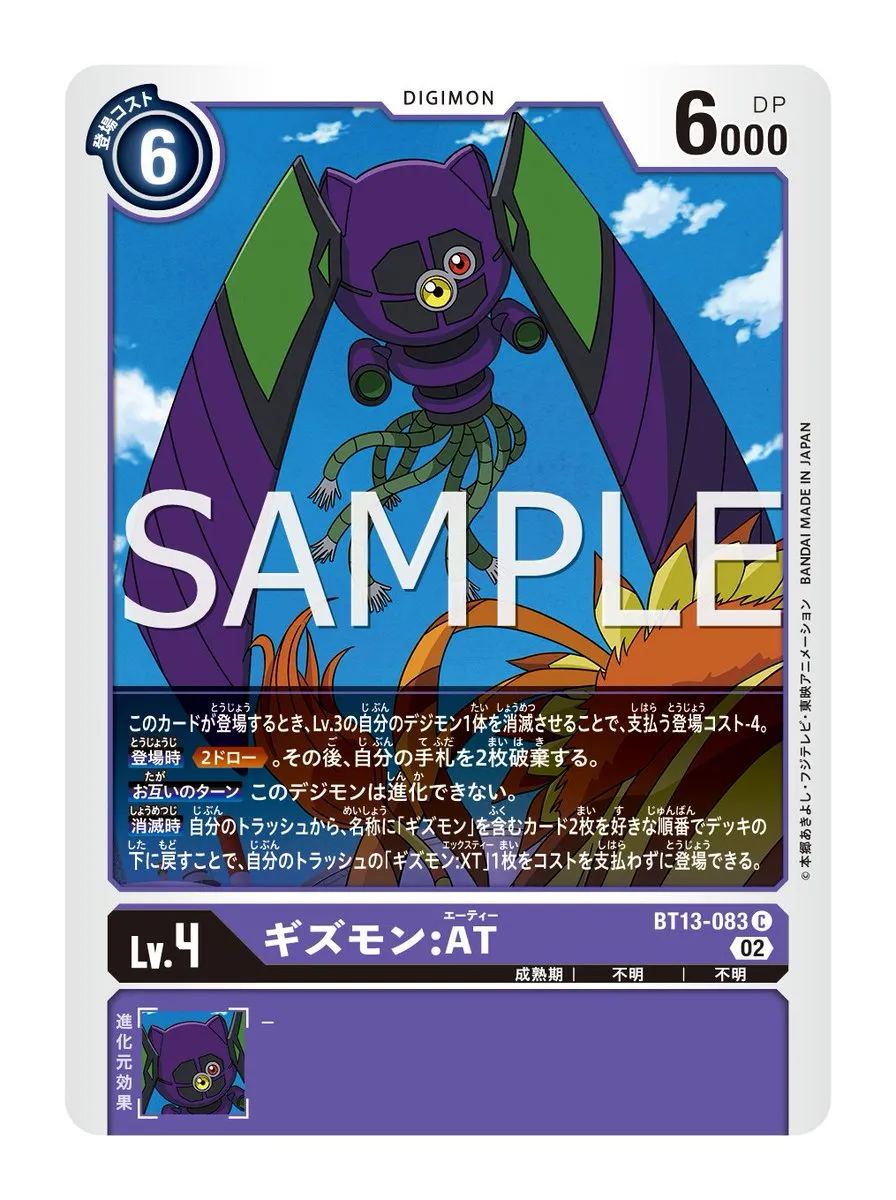 登場コスト
6
DIGIMON
6000
DP
SAMPLE
このカードが登場するとき、Lv.3の自分のデジモン1体を消滅させることで、支払う登場コスト-4。
登場時 2ドロー 。その後、自分の手札を2枚破棄する。
お互いのターン このデジモンは進化できない。
消滅時 自分のトラッシュから、名称に「ギズモン」を含むカード2枚を好きな順番でデッキの
下に戻すことで、自分のトラッシュの「ギズモン:XT」1枚をコストを支払わずに登場できる。
©本郷あきよし・フジテレビ・東映アニメーション BANDAI MADE IN JAPAN
BT13-083 C
02
Lv.4
エーティー
ギズモン:AT
成熟期 | 不明 | 不明
進化元効果
–